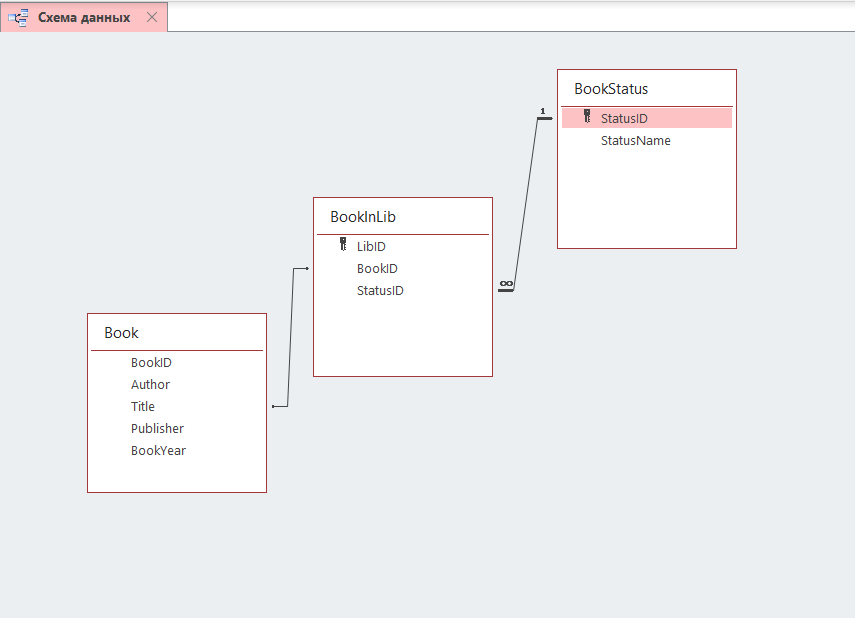 Схема данных
BookStatus
1
StatusID
StatusName
BookInLib
LibID
BookID
StatusID
∞
Book
BookID
Author
Title
Publisher
BookYear